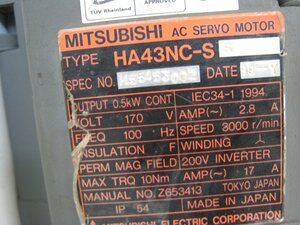 TÜV Rheinland
MITSUBISHI AC SERVO MOTOR
TYPE HA43NC-S S
SPEC NO. DATE
OUTPUT 0.5kW CONT IEC34-1 1994
VOLT 170 V AMP(~) 2.8 A
FREQ 100 Hz SPEED 3000 r/min
INSULATION F WINDING
PERM MAG FIELD 200V INVERTER
MAX TRQ 10Nm AMP(~) 17 A
MANUAL NO. Z653413 TOKYO JAPAN
IP 54 MADE IN JAPAN
MITSUBISHI ELECTRIC CORPORATION